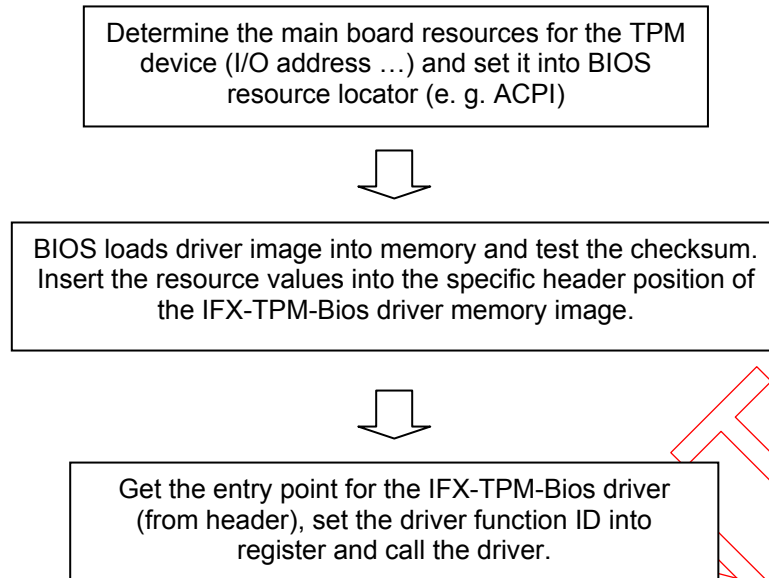 Determine the main board resources for the TPM
device (I/O address …) and set it into BIOS
resource locator (e. g. ACPI)
BIOS loads driver image into memory and test the checksum.
Insert the resource values into the specific header position of
the IFX-TPM-Bios driver memory image.
Get the entry point for the IFX-TPM-Bios driver
(from header), set the driver function ID into
register and call the driver.